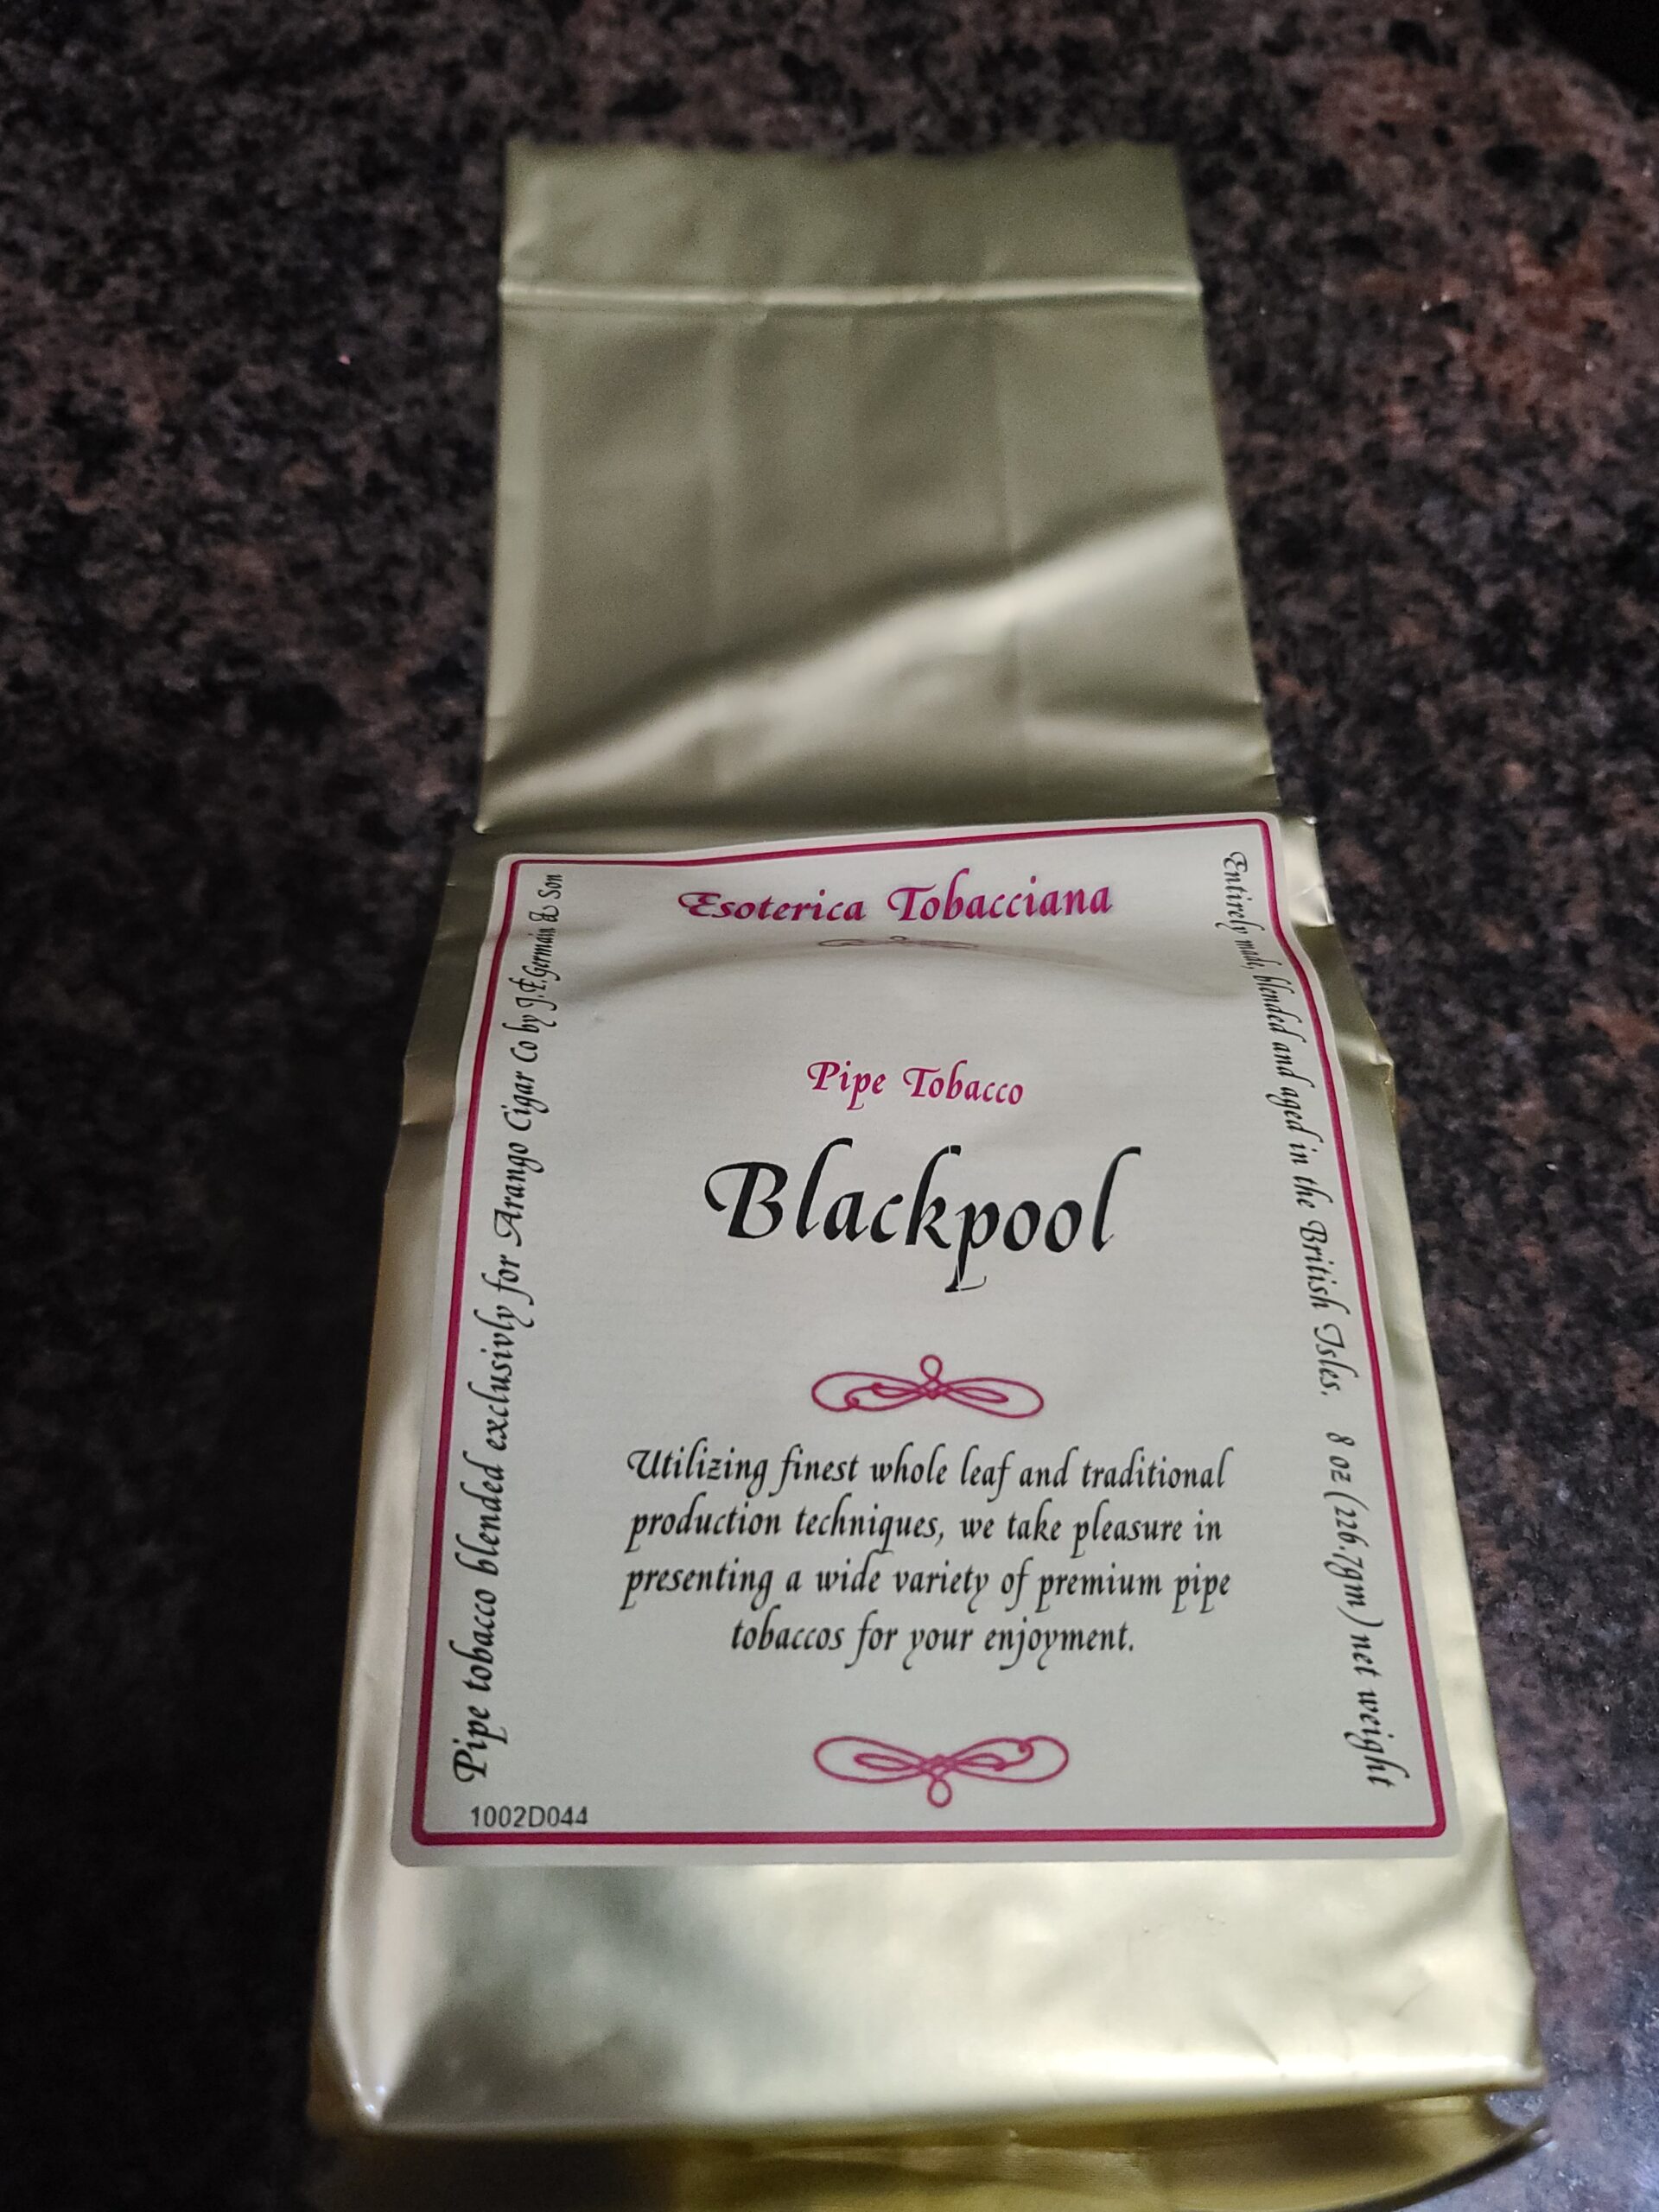 Esoterica Tobacciana
Pipe Tobacco
Blackpool
Utilizing finest whole leaf and traditional
production techniques, we take pleasure in
presenting a wide variety of premium pipe
tobaccos for your enjoyment.
Pipe tobacco blended exclusivly for Arango Cigar Co by J.F.Germain & Son
Entirely made, blended and aged in the British Isles. 8 oz (226.7gm) net weight
1002D044